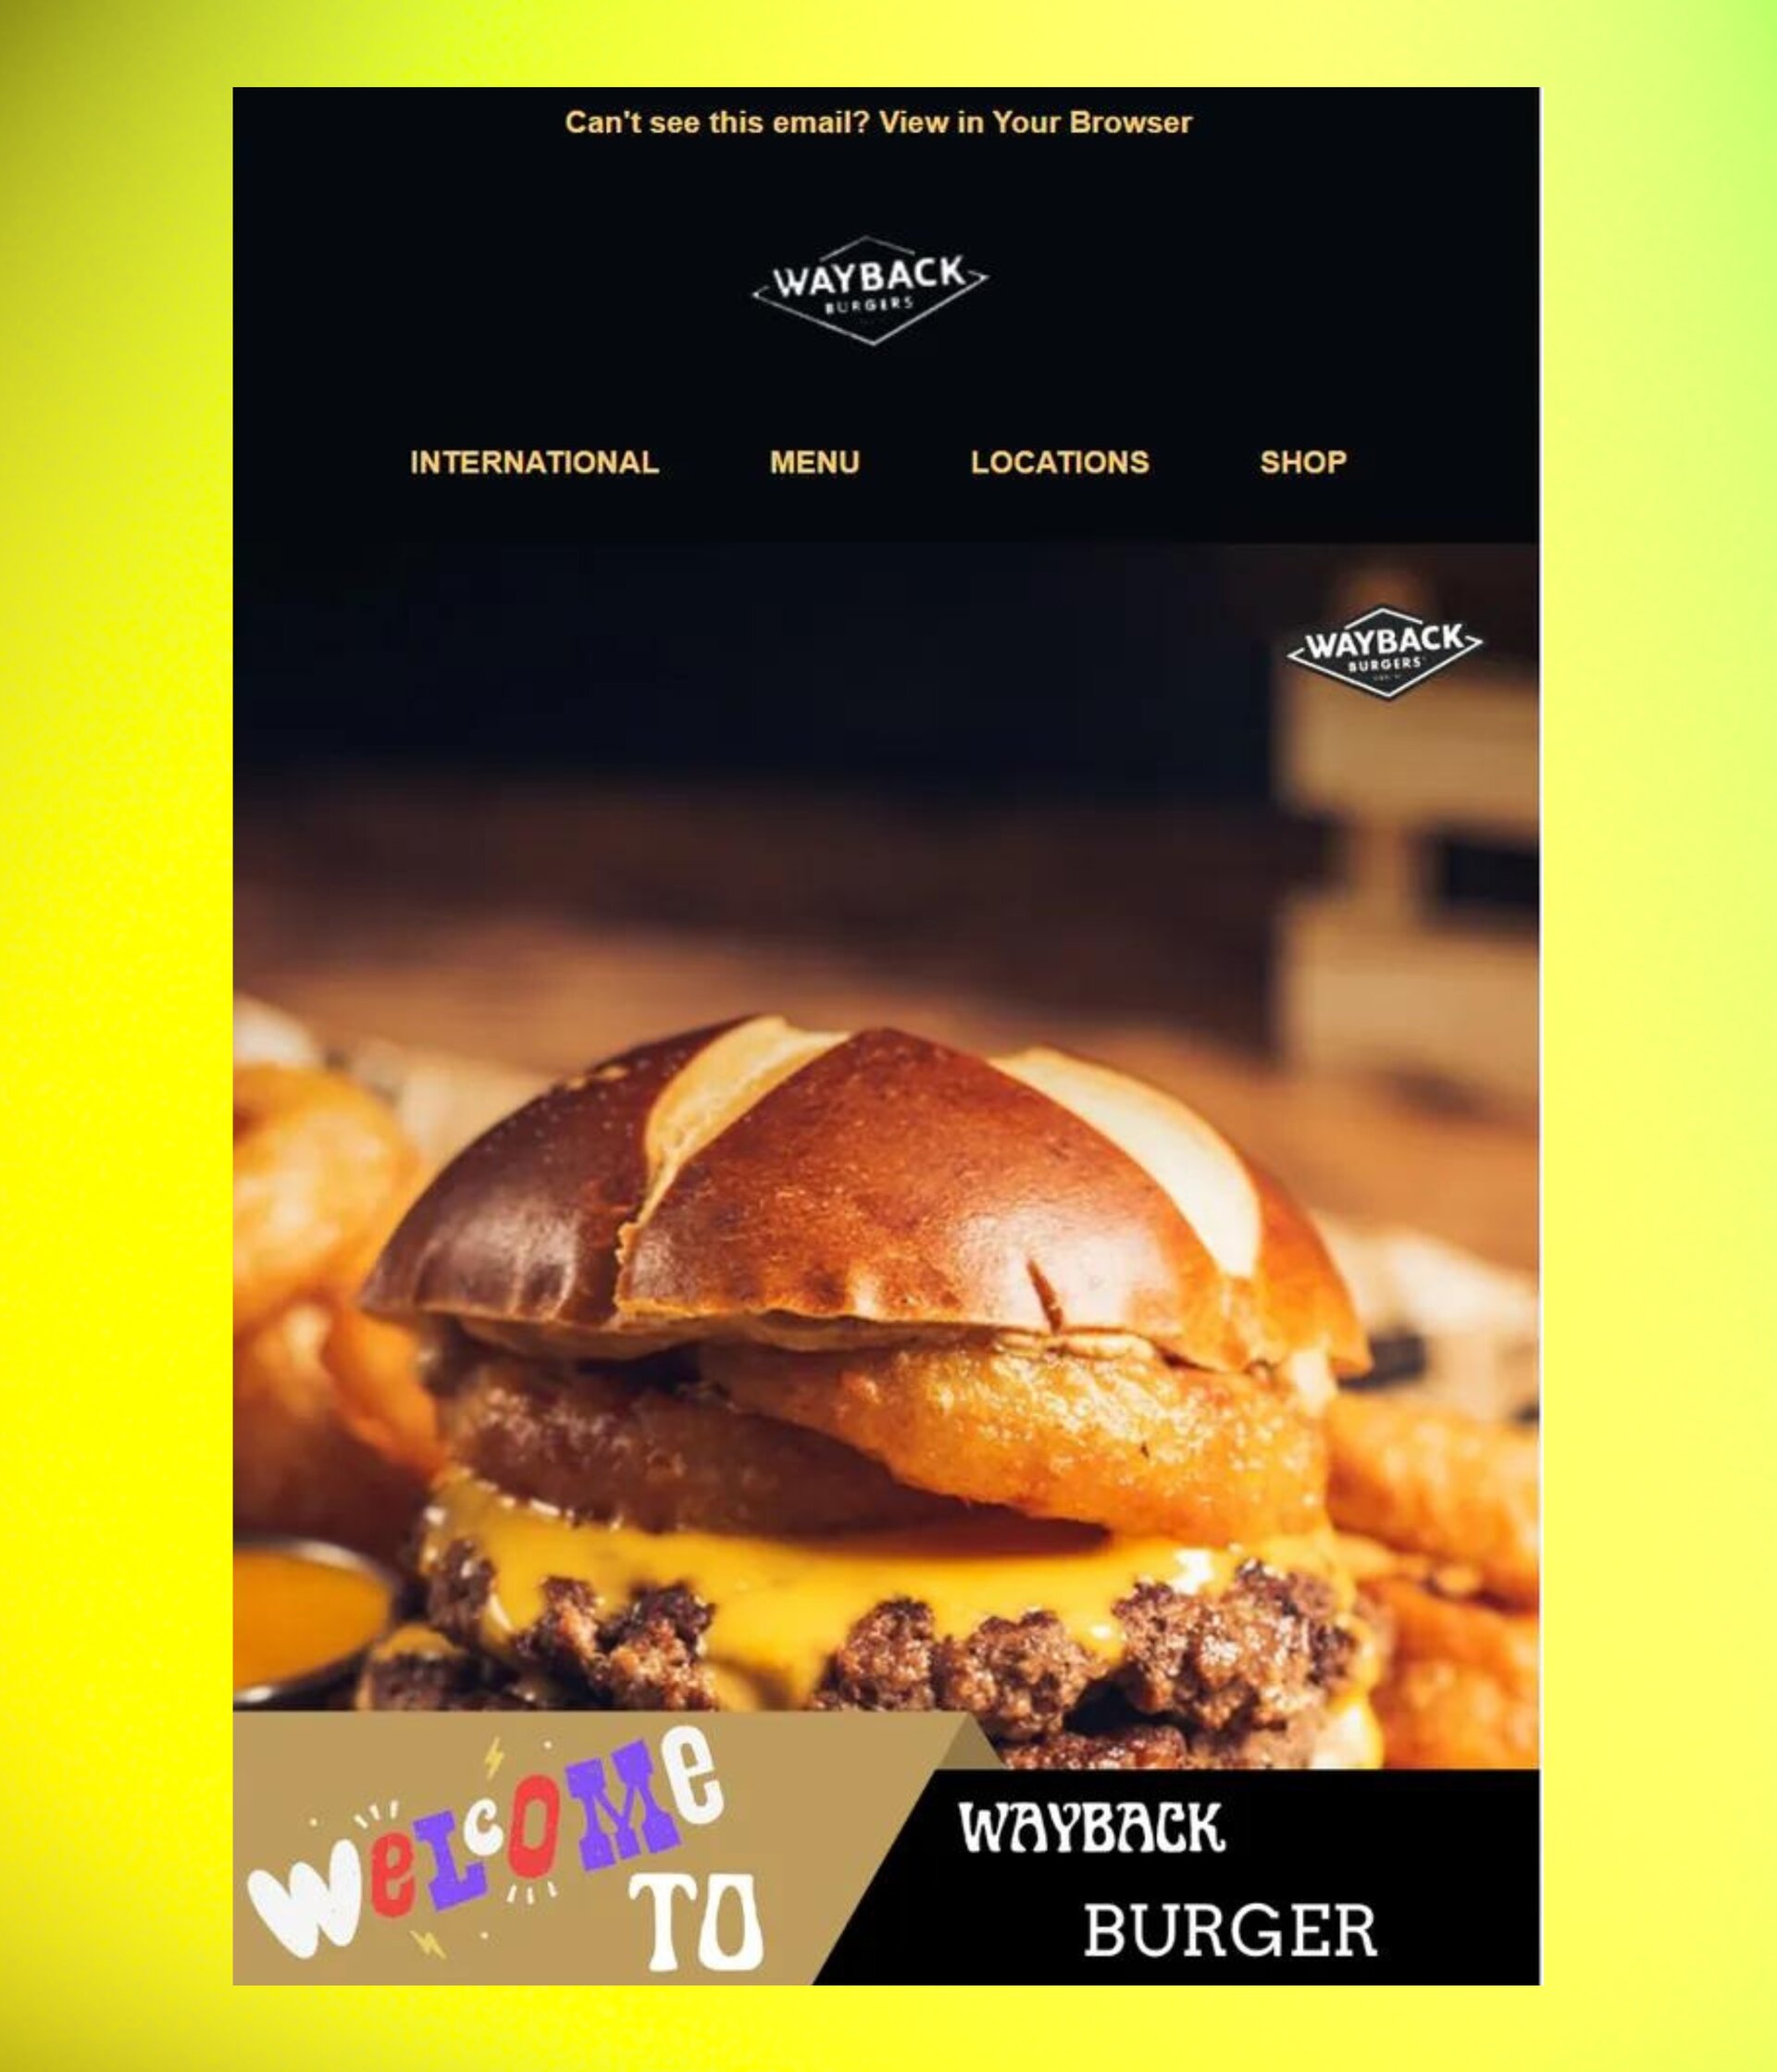 Can't see this email? View in Your Browser
WAYBACK
BURGERS
INTERNATIONAL MENU LOCATIONS SHOP
WAYBACK
BURGERS
WeLcOMe
TO
WAYBACK
BURGER